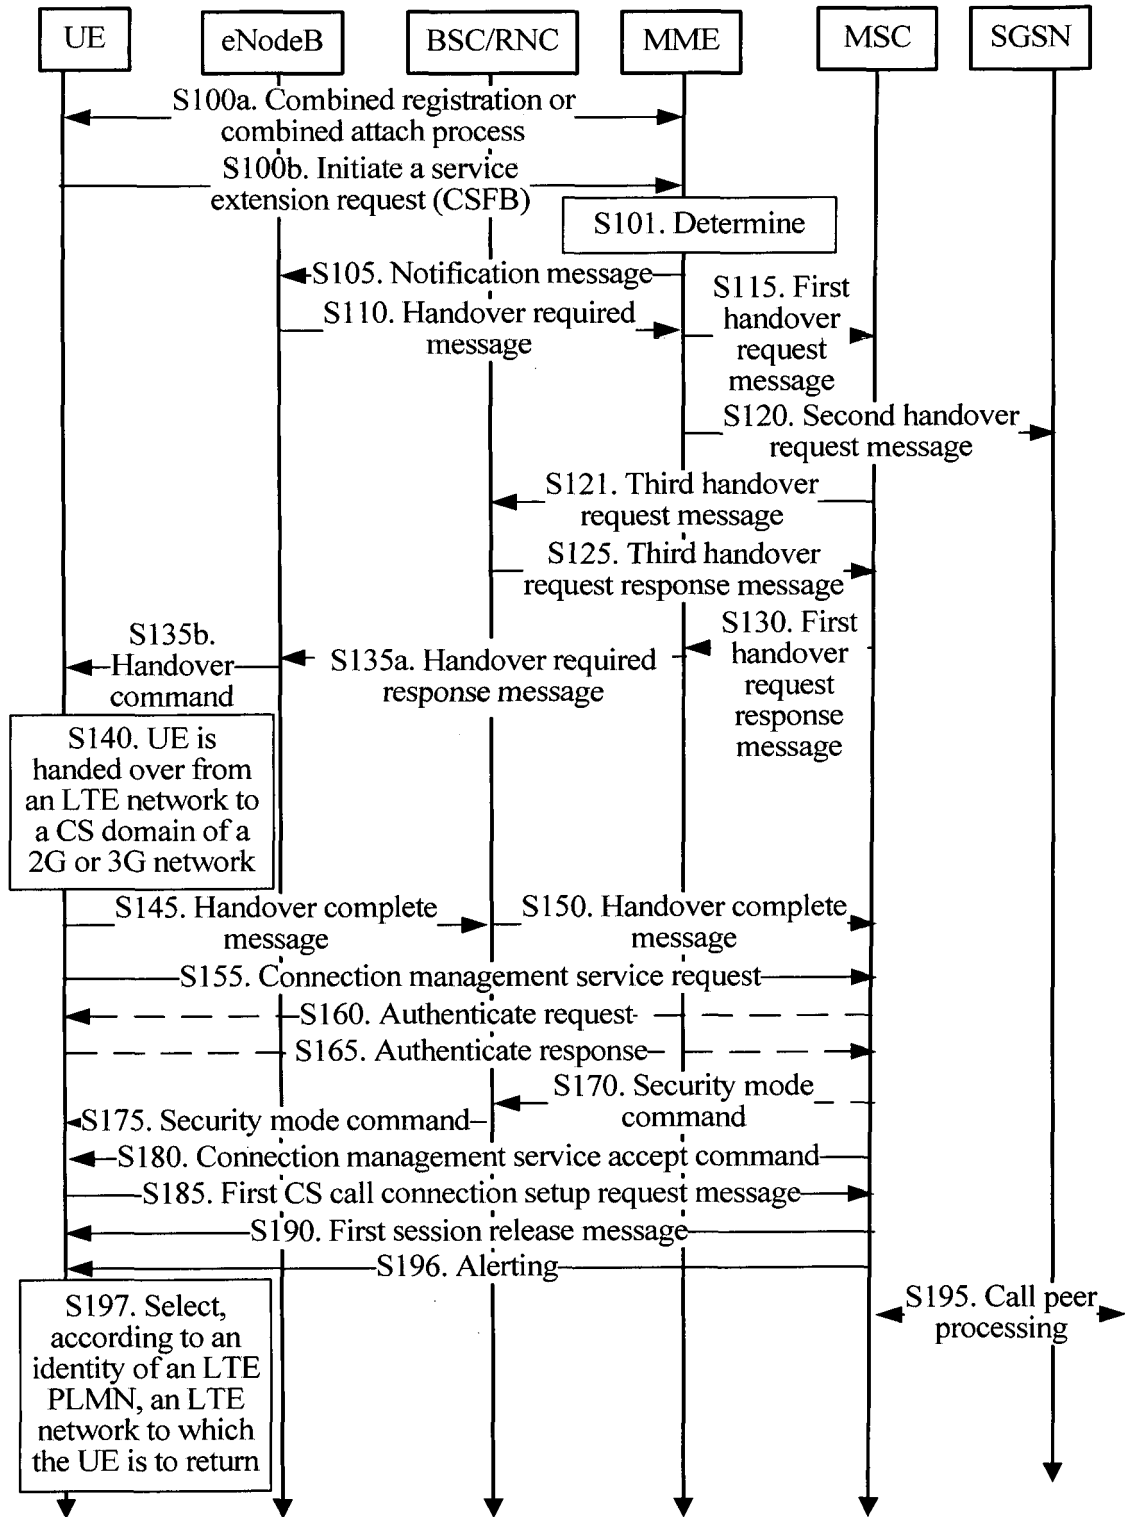 UE
eNodeB
BSC/RNC
MME
MSC
SGSN
S100a. Combined registration or
combined attach process
S100b. Initiate a service
extension request (CSFB)
S101. Determine
S105. Notification message
S110. Handover required
message
S115. First
handover
request
message
S120. Second handover
request message
S121. Third handover
request message
S125. Third handover
request response message
S130. First
handover
request
response
message
S135a. Handover required
response message
S135b.
Handover
command
S140. UE is
handed over from
an LTE network to
a CS domain of a
2G or 3G network
S145. Handover complete
message
S150. Handover complete
message
S155. Connection management service request
S160. Authenticate request
S165. Authenticate response
S170. Security mode
command
S175. Security mode command
S180. Connection management service accept command
S185. First CS call connection setup request message
S190. First session release message
S196. Alerting
S195. Call peer
processing
S197. Select,
according to an
identity of an LTE
PLMN, an LTE
network to which
the UE is to return